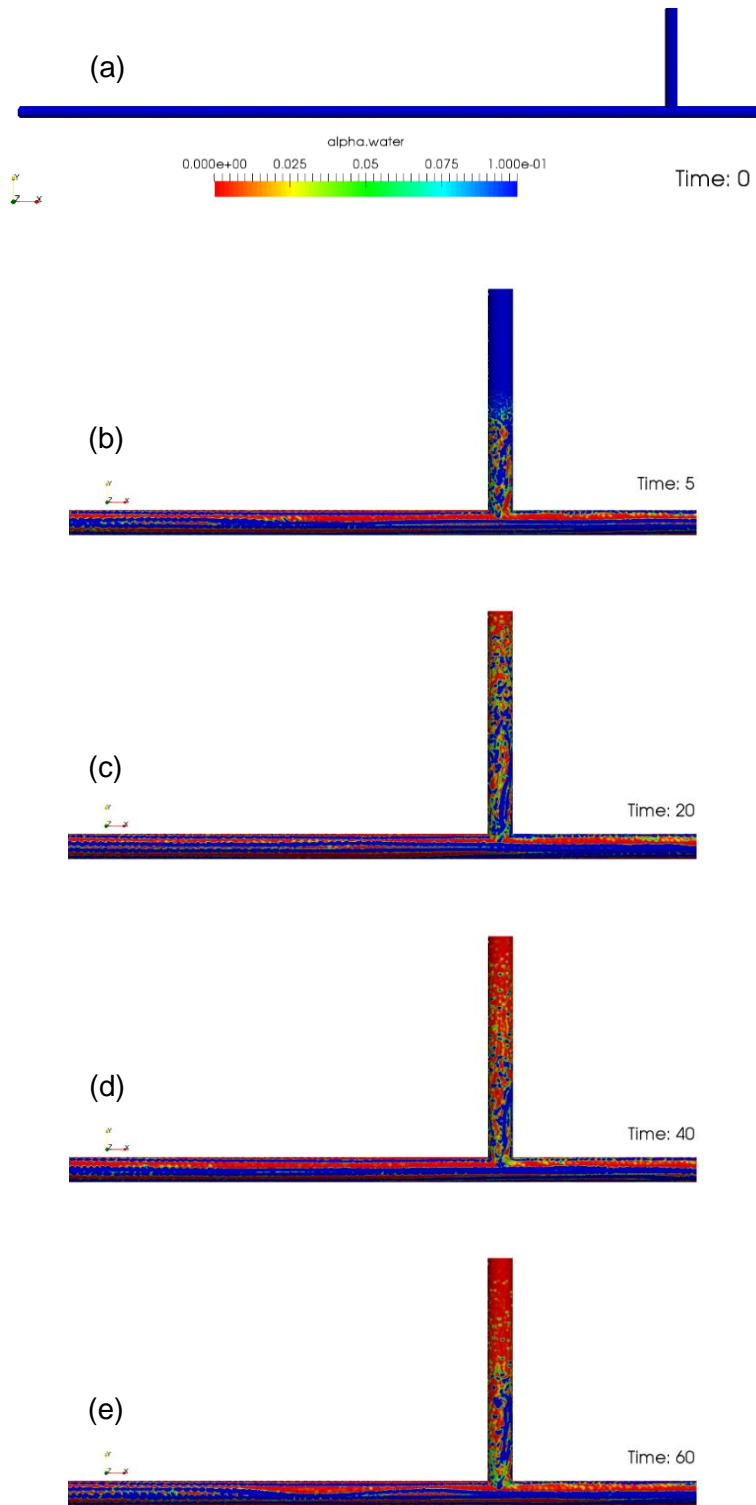 (a)
alpha.water
0.000e+00 0.025 0.05 0.075 1.000e-01
Y
Z X
Time: 0
(b)
Y
Z X
Time: 5
(c)
Y
Z X
Time: 20
(d)
Y
Z X
Time: 40
(e)
Y
Z X
Time: 60